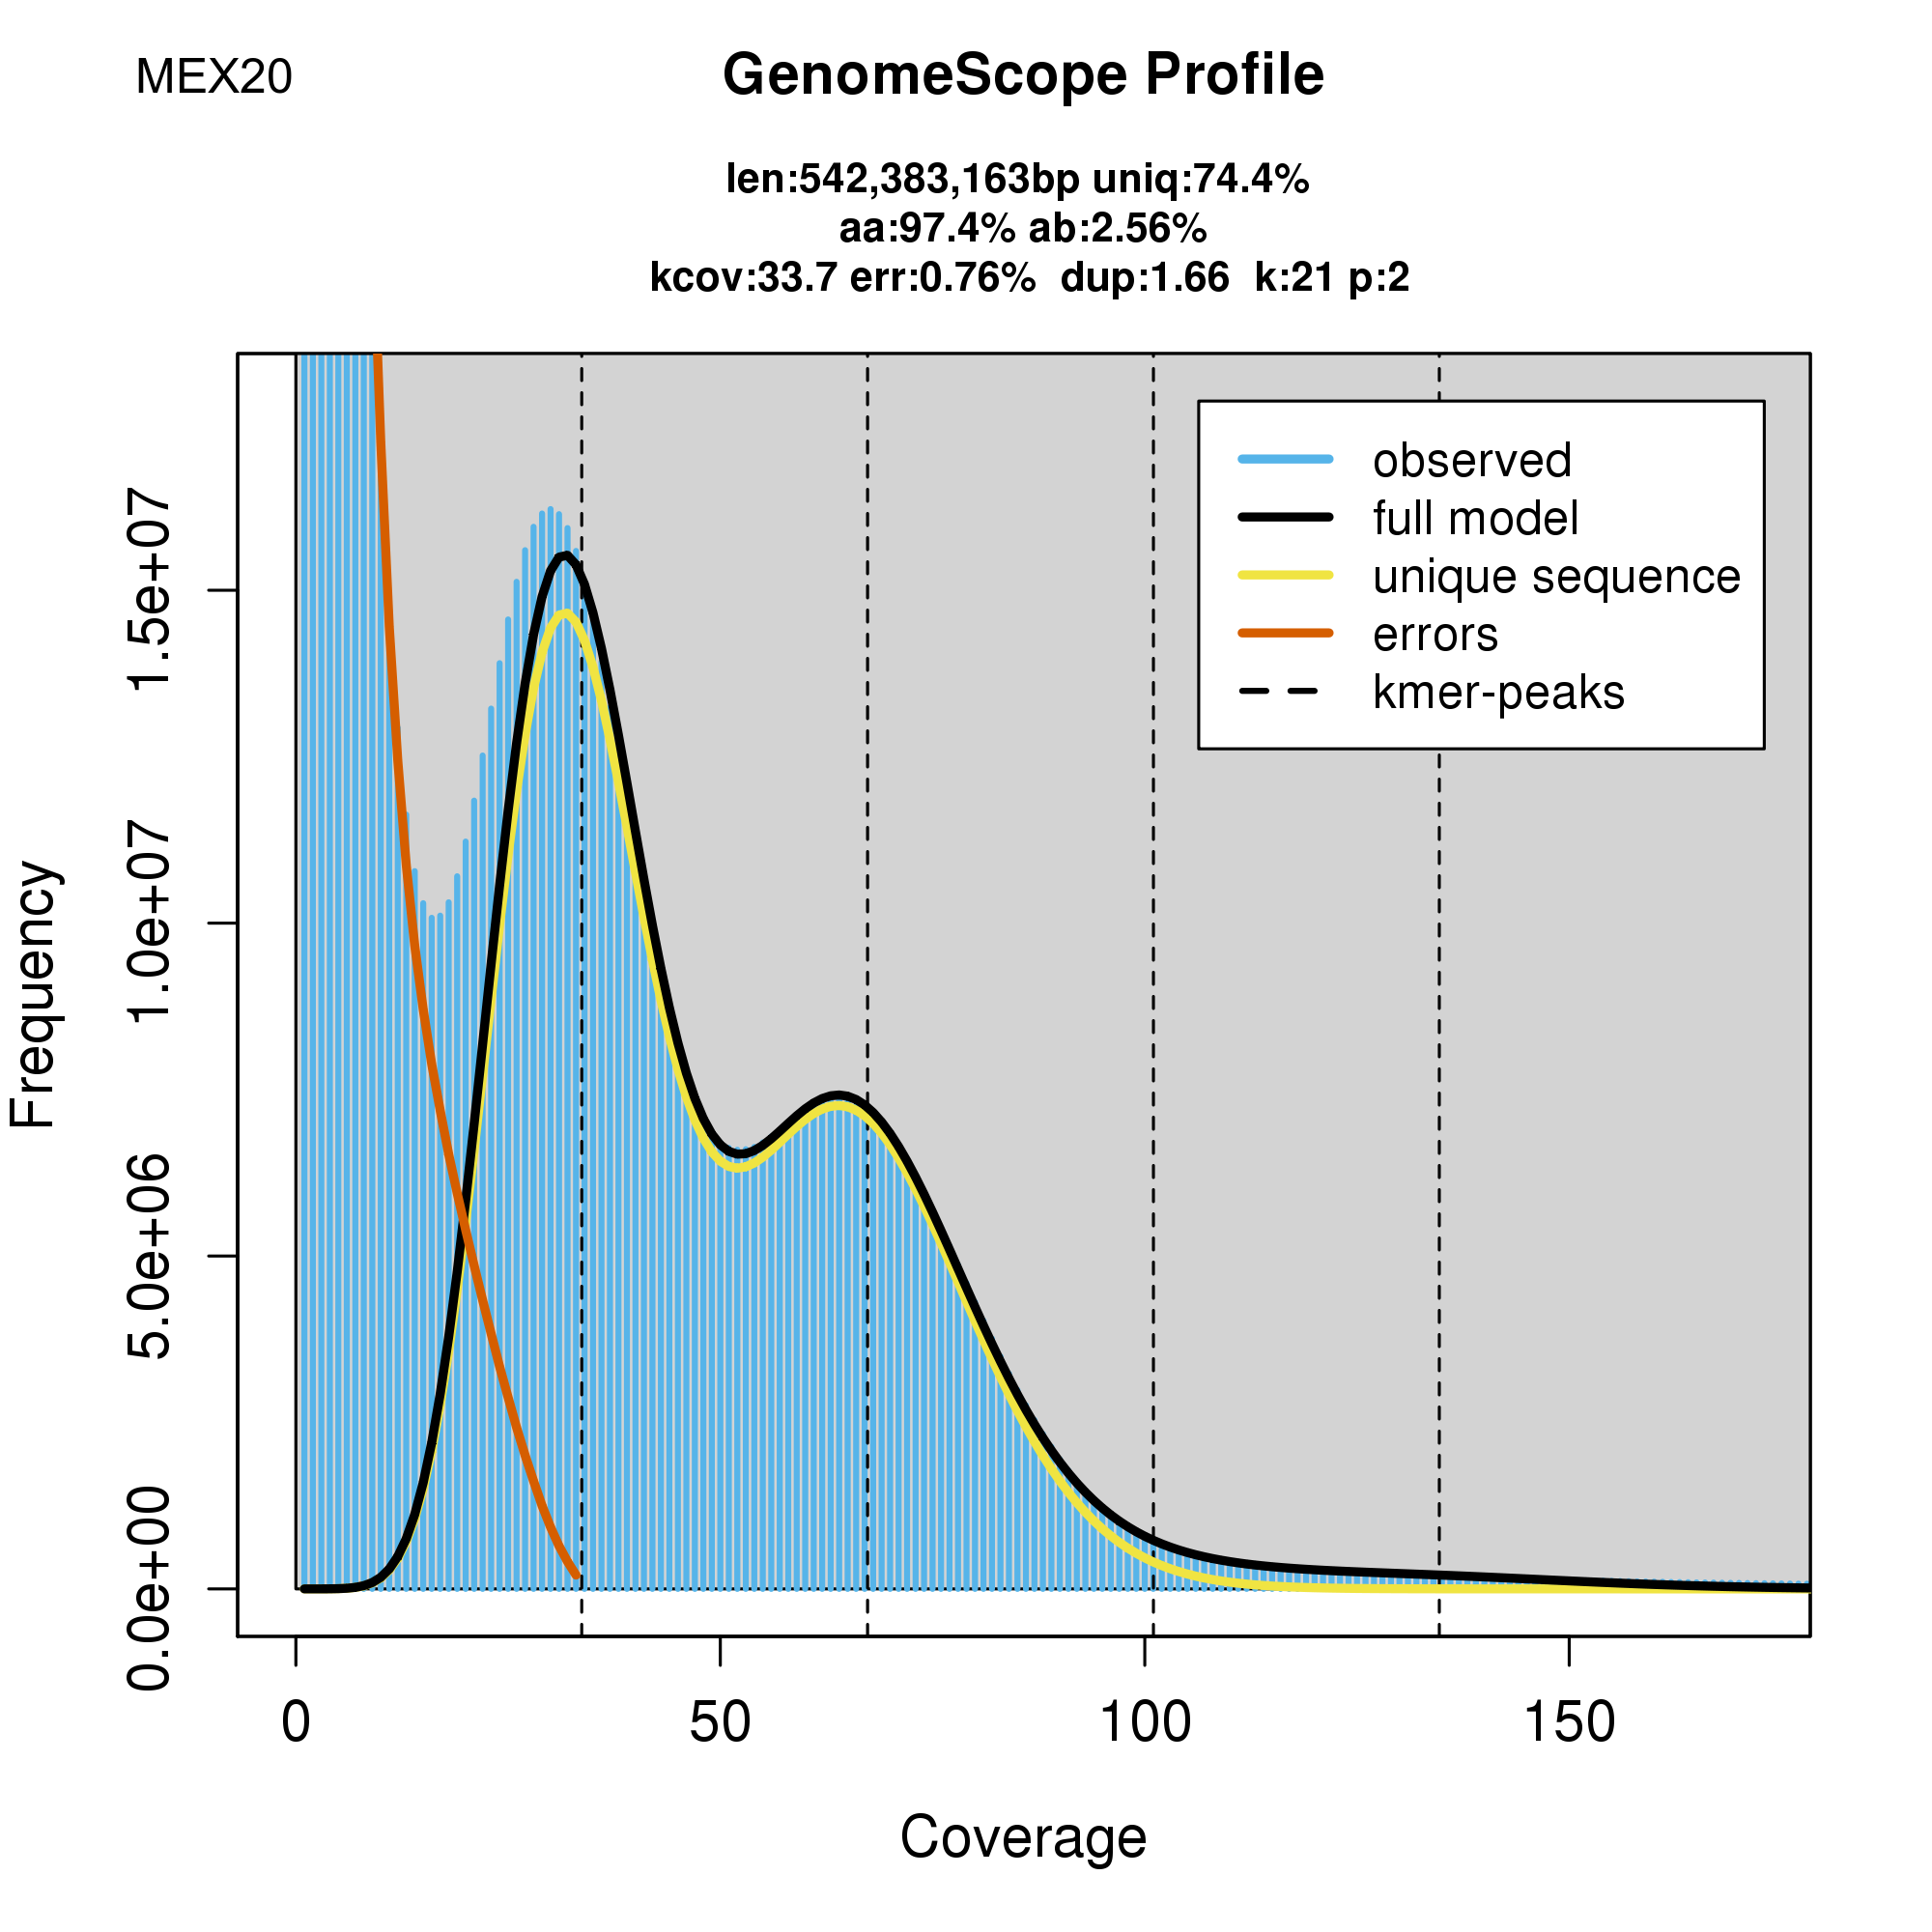 MEX20
GenomeScope Profile
len:542,383,163bp uniq:74.4%
aa:97.4% ab:2.56%
kcov:33.7 err:0.76%  dup:1.66  k:21 p:2
observed
full model
unique sequence
errors
kmer-peaks
Frequency
1.5e+07
1.0e+07
5.0e+06
0.0e+00
0
50
100
150
Coverage